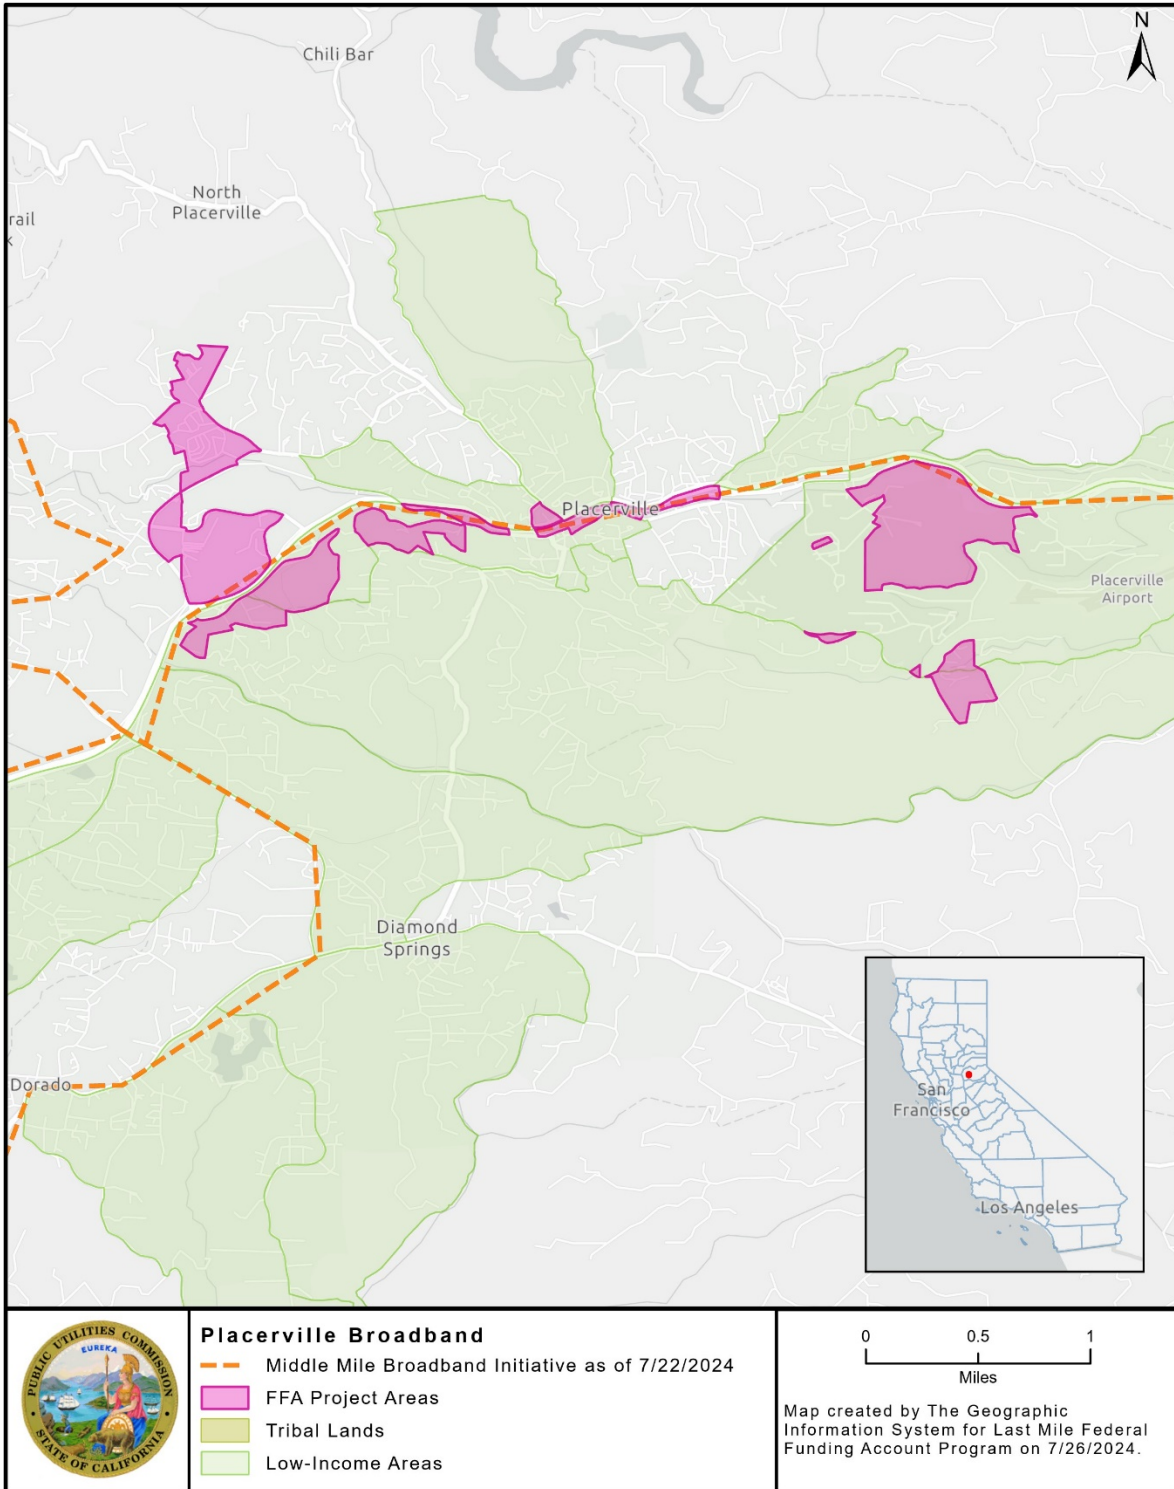 N
Chili Bar
North
Placerville
rail
k
Placerville
Placerville
Airport
Diamond
Springs
Dorado
San
Francisco
Los Angeles
PUBLIC UTILITIES COMMISSION
EUREKA
STATE OF CALIFORNIA
Placerville Broadband
Middle Mile Broadband Initiative as of 7/22/2024
FFA Project Areas
Tribal Lands
Low-Income Areas
0 0.5 1
Miles
Map created by The Geographic
Information System for Last Mile Federal
Funding Account Program on 7/26/2024.